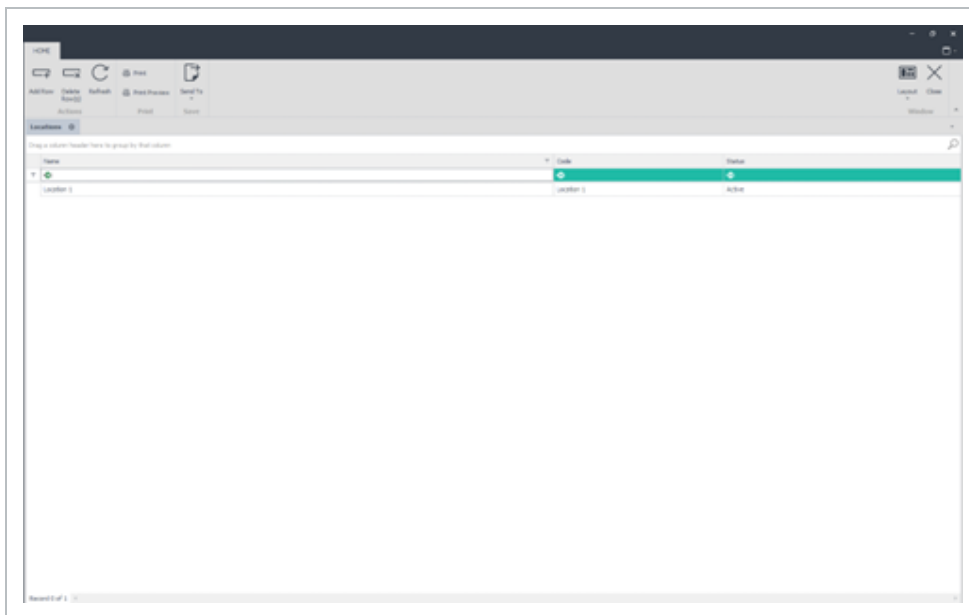 HOME
Add Row
Delete Row(s)
Refresh
Print
Print Preview
Send To
Layout
Close
Actions
Print
Save
Window
Locations
Drag a column header here to group by that column
Name
Code
Status
Location 1
Location 1
Active
Record 0 of 1